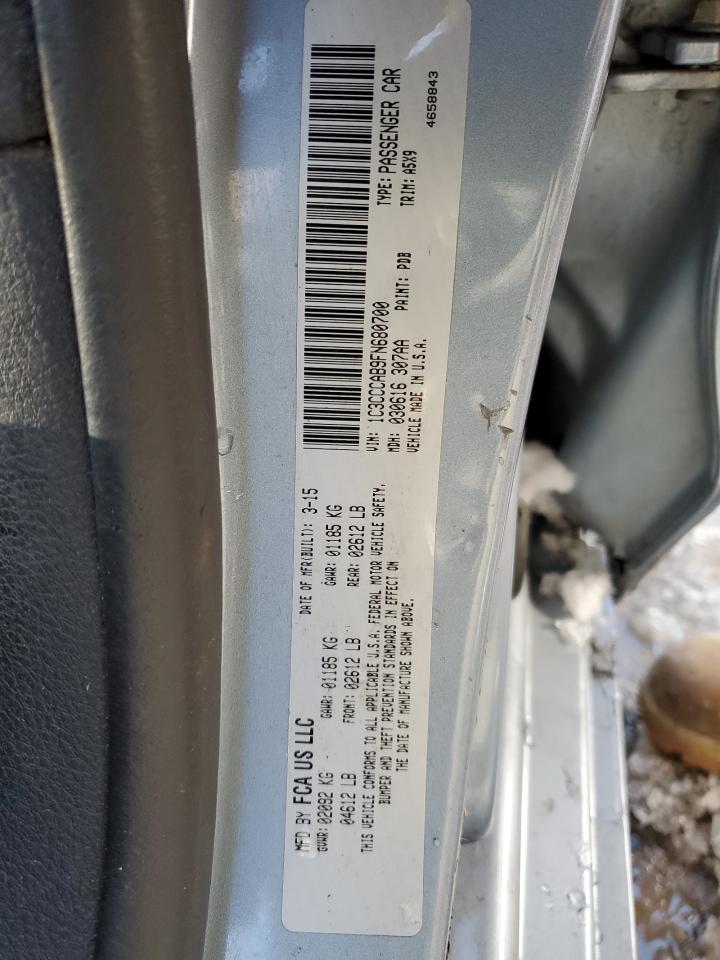 MFD BY FCA US LLC
DATE OF MFR(BUILT): 3-15
GVWR: 02092 KG
GAWR: 01185 KG
GAWR: 01185 KG
04612 LB
FRONT: 02612 LB
REAR: 02612 LB
THIS VEHICLE CONFORMS TO ALL APPLICABLE U.S.A. FEDERAL MOTOR VEHICLE SAFETY,
BUMPER AND THEFT PREVENTION STANDARDS IN EFFECT ON
THE DATE OF MANUFACTURE SHOWN ABOVE.
VIN: 1C3CCCAB9FN680700
TYPE: PASSENGER CAR
MDH: 030616 307AA
PAINT: PDB
TRIM: A5X9
VEHICLE MADE IN U.S.A.
4658843